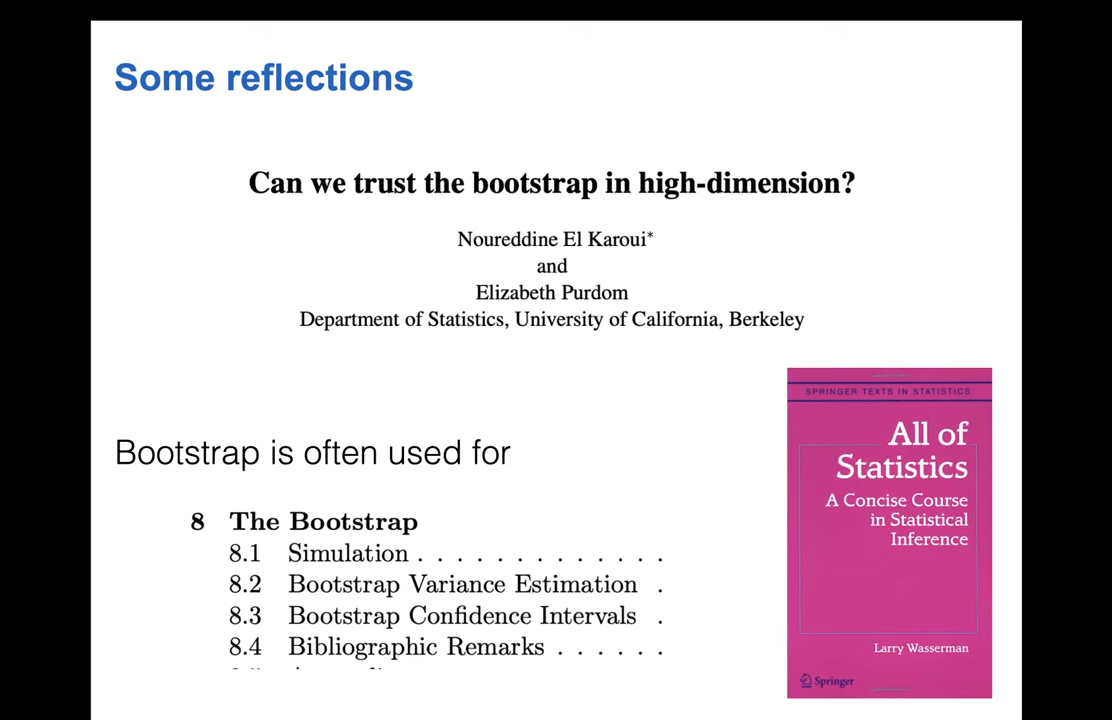 Some reflections
Can we trust the bootstrap in high-dimension?
Noureddine El Karoui*
and
Elizabeth Purdom
Department of Statistics, University of California, Berkeley
Bootstrap is often used for
8 The Bootstrap
8.1 Simulation . . . . . . . . . . . . .
8.2 Bootstrap Variance Estimation .
8.3 Bootstrap Confidence Intervals .
8.4 Bibliographic Remarks . . . . . .
SPRINGER TEXTS IN STATISTICS
All of
Statistics
A Concise Course
in Statistical
Inference
Larry Wasserman
Springer